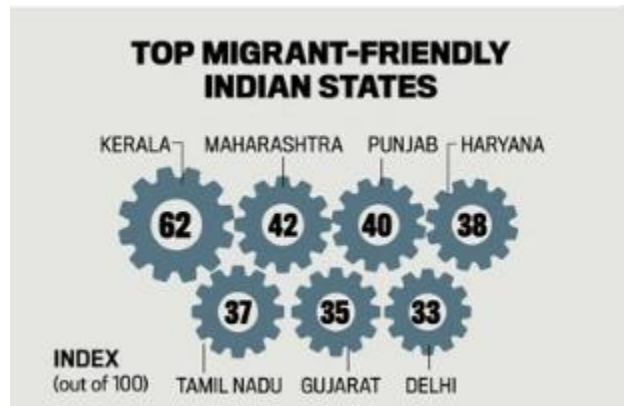 TOP MIGRANT-FRIENDLY
INDIAN STATES
KERALA MAHARASHTRA PUNJAB HARYANA
62 42 40 38
37 35 33
INDEX
(out of 100) TAMIL NADU GUJARAT DELHI